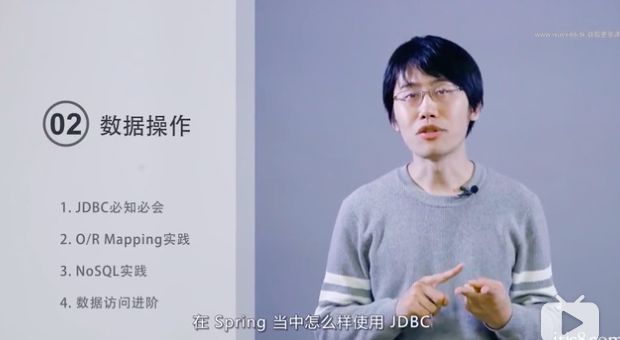 02 数据操作
1. JDBC必知必会
2. O/R Mapping实践
3. NoSQL实践
4. 数据访问进阶
在 Spring 当中怎么样使用 JDBC